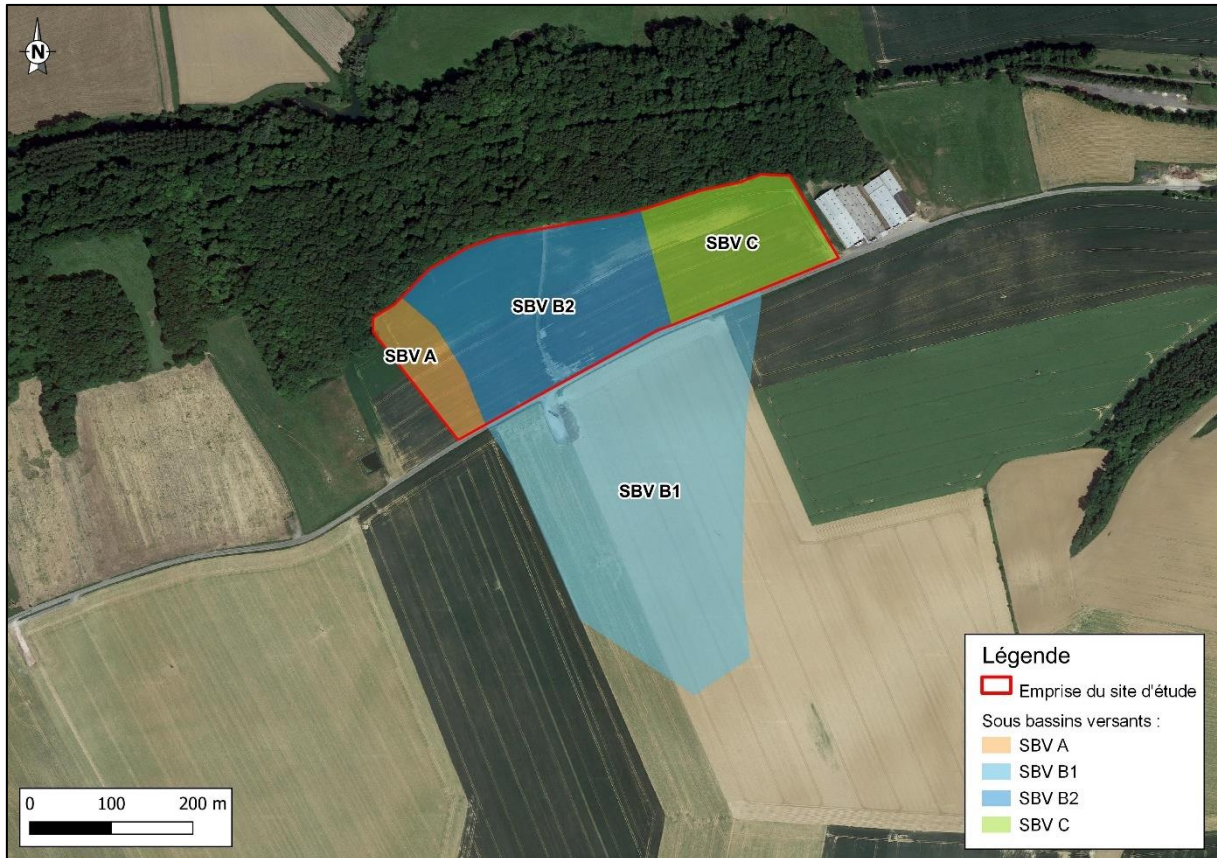 N
SBV C
SBV B2
SBV A
SBV B1
Légende
Emprise du site d'étude
Sous bassins versants :
SBV A
SBV B1
SBV B2
SBV C
0 100 200 m